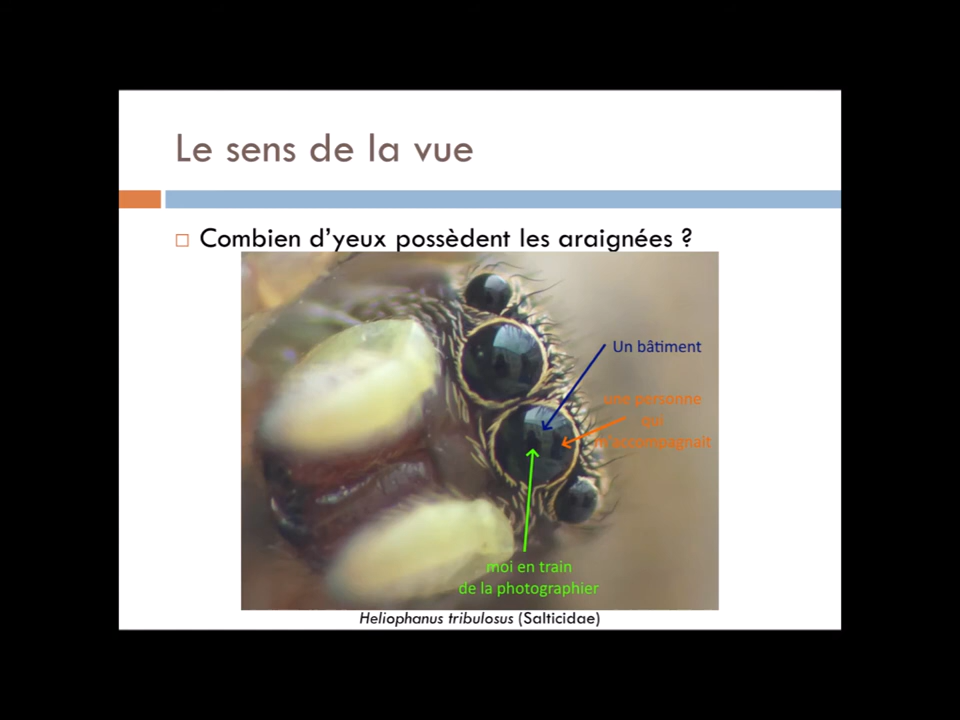 Le sens de la vue
Combien d'yeux possèdent les araignées ?
Un bâtiment
une personne
qui
m'accompagnait
moi en train
de la photographier
Heliophanus tribulosus (Salticidae)